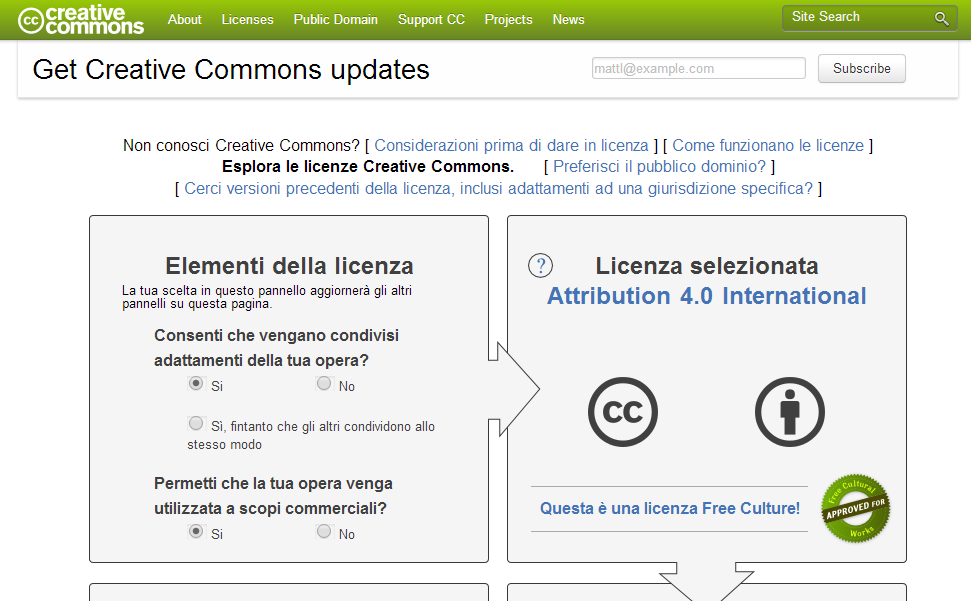 cc creative commons
About Licenses Public Domain Support CC Projects News
Site Search
Get Creative Commons updates
mattl@example.com
Subscribe
Non conosci Creative Commons? [ Considerazioni prima di dare in licenza ] [ Come funzionano le licenze ]
Esplora le licenze Creative Commons. [ Preferisci il pubblico dominio? ]
[ Cerci versioni precedenti della licenza, inclusi adattamenti ad una giurisdizione specifica? ]
Elementi della licenza
La tua scelta in questo pannello aggiornerà gli altri
pannelli su questa pagina.
Consenti che vengano condivisi
adattamenti della tua opera?
Si No
Sì, fintanto che gli altri condividono allo
stesso modo
Permetti che la tua opera venga
utilizzata a scopi commerciali?
Si No
?
Licenza selezionata
Attribution 4.0 International
CC
Questa è una licenza Free Culture!
Free Cultural
APPROVED FOR
Works